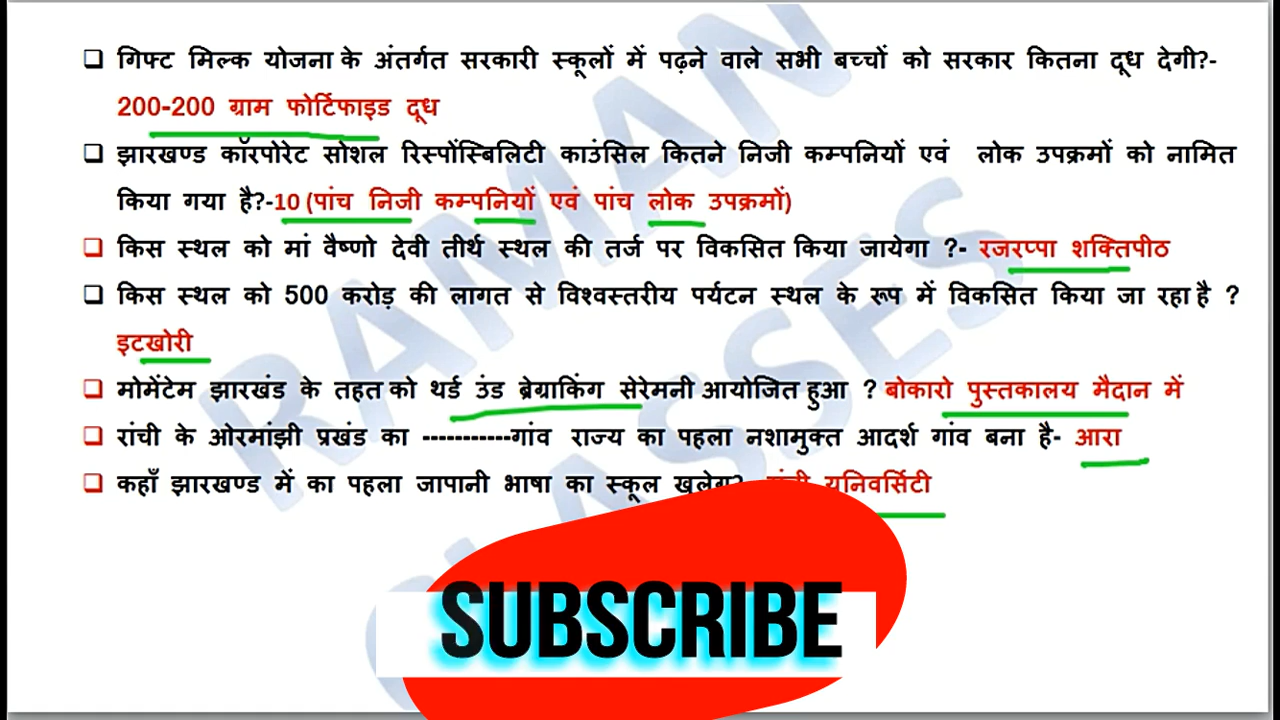 गिफ्ट मिल्क योजना के अंतर्गत सरकारी स्कूलों में पढ़ने वाले सभी बच्चों को सरकार कितना दूध देगी?-
200-200 ग्राम फोर्टिफाइड दूध
झारखण्ड कॉरपोरेट सोशल रिस्पोंस्बिलिटी काउंसिल कितने निजी कम्पनियों एवं लोक उपक्रमों को नामित
किया गया है?-10 (पांच निजी कम्पनियों एवं पांच लोक उपक्रमों)
किस स्थल को मां वैष्णो देवी तीर्थ स्थल की तर्ज पर विकसित किया जायेगा ?- रजरप्पा शक्तिपीठ
किस स्थल को 500 करोड़ की लागत से विश्वस्तरीय पर्यटन स्थल के रूप में विकसित किया जा रहा है ?
इटखोरी
मोमेंटेम झारखंड के तहत को थर्ड उंड ब्रेग्राकिंग सेरेमनी आयोजित हुआ ? बोकारो पुस्तकालय मैदान में
रांची के ओरमांझी प्रखंड का -----------गांव राज्य का पहला नशामुक्त आदर्श गांव बना है- आरा
कहाँ झारखण्ड में का पहला जापानी भाषा का स्कूल यूनिवर्सिटी
RAMAN
CLASSES
SUBSCRIBE